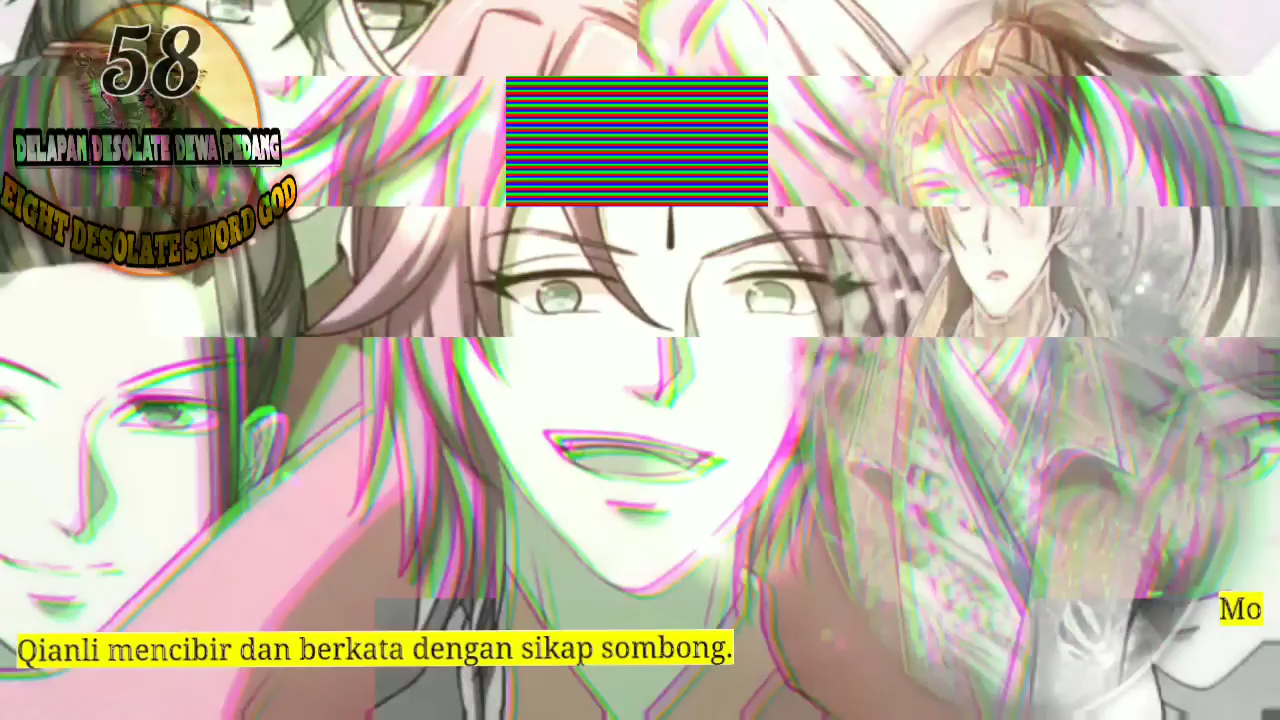 58
DELAPAN DESOLATE DEWA PEDANG
EIGHT DESOLATE SWORD GOD
Mo
Qianli mencibir dan berkata dengan sikap sombong.